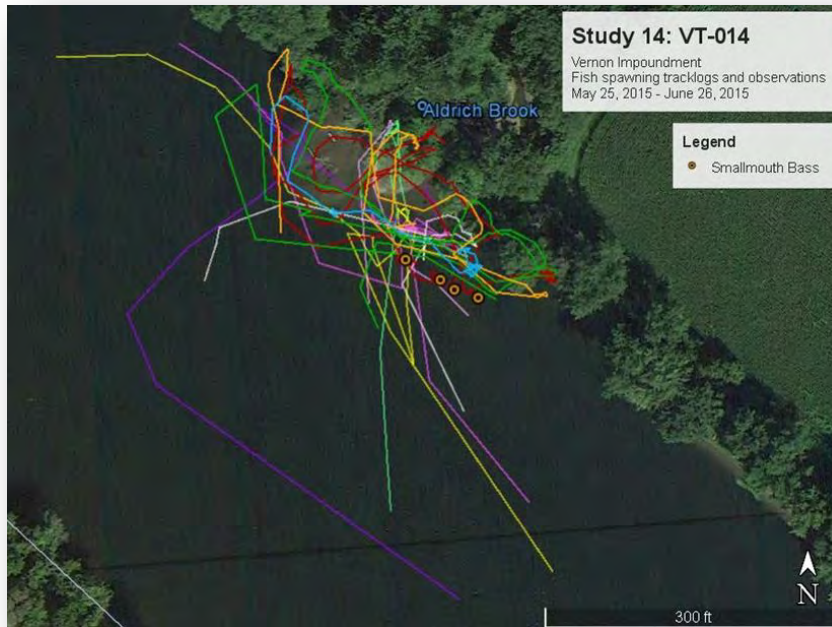 Study 14: VT-014
Vernon Impoundment
Fish spawning tracklogs and observations
May 25, 2015 - June 26, 2015
Legend
Smallmouth Bass
Aldrich Brook
N
300 ft